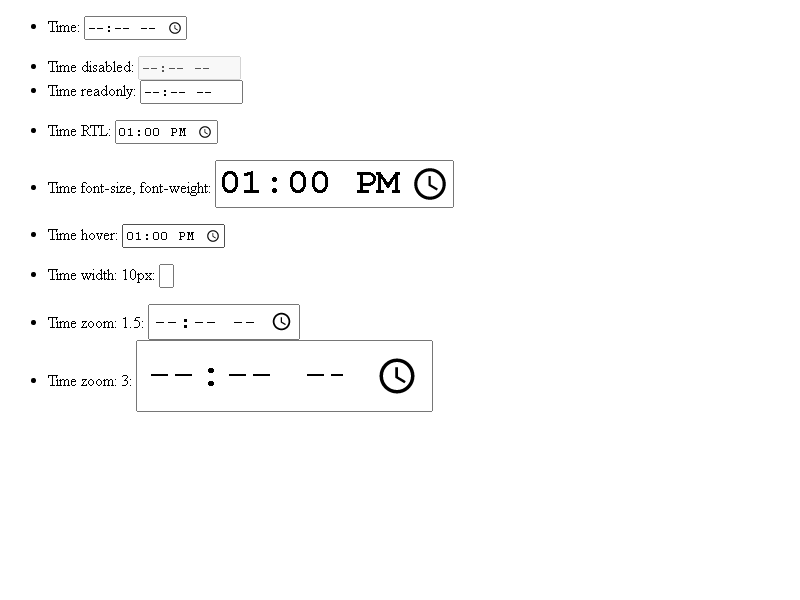 Time: --:-- --
Time disabled: --:-- --
Time readonly: --:-- --
Time RTL: 01:00 PM
Time font-size, font-weight: 01:00 PM
Time hover: 01:00 PM
Time width: 10px:
Time zoom: 1.5: --:-- --
Time zoom: 3: --:-- --